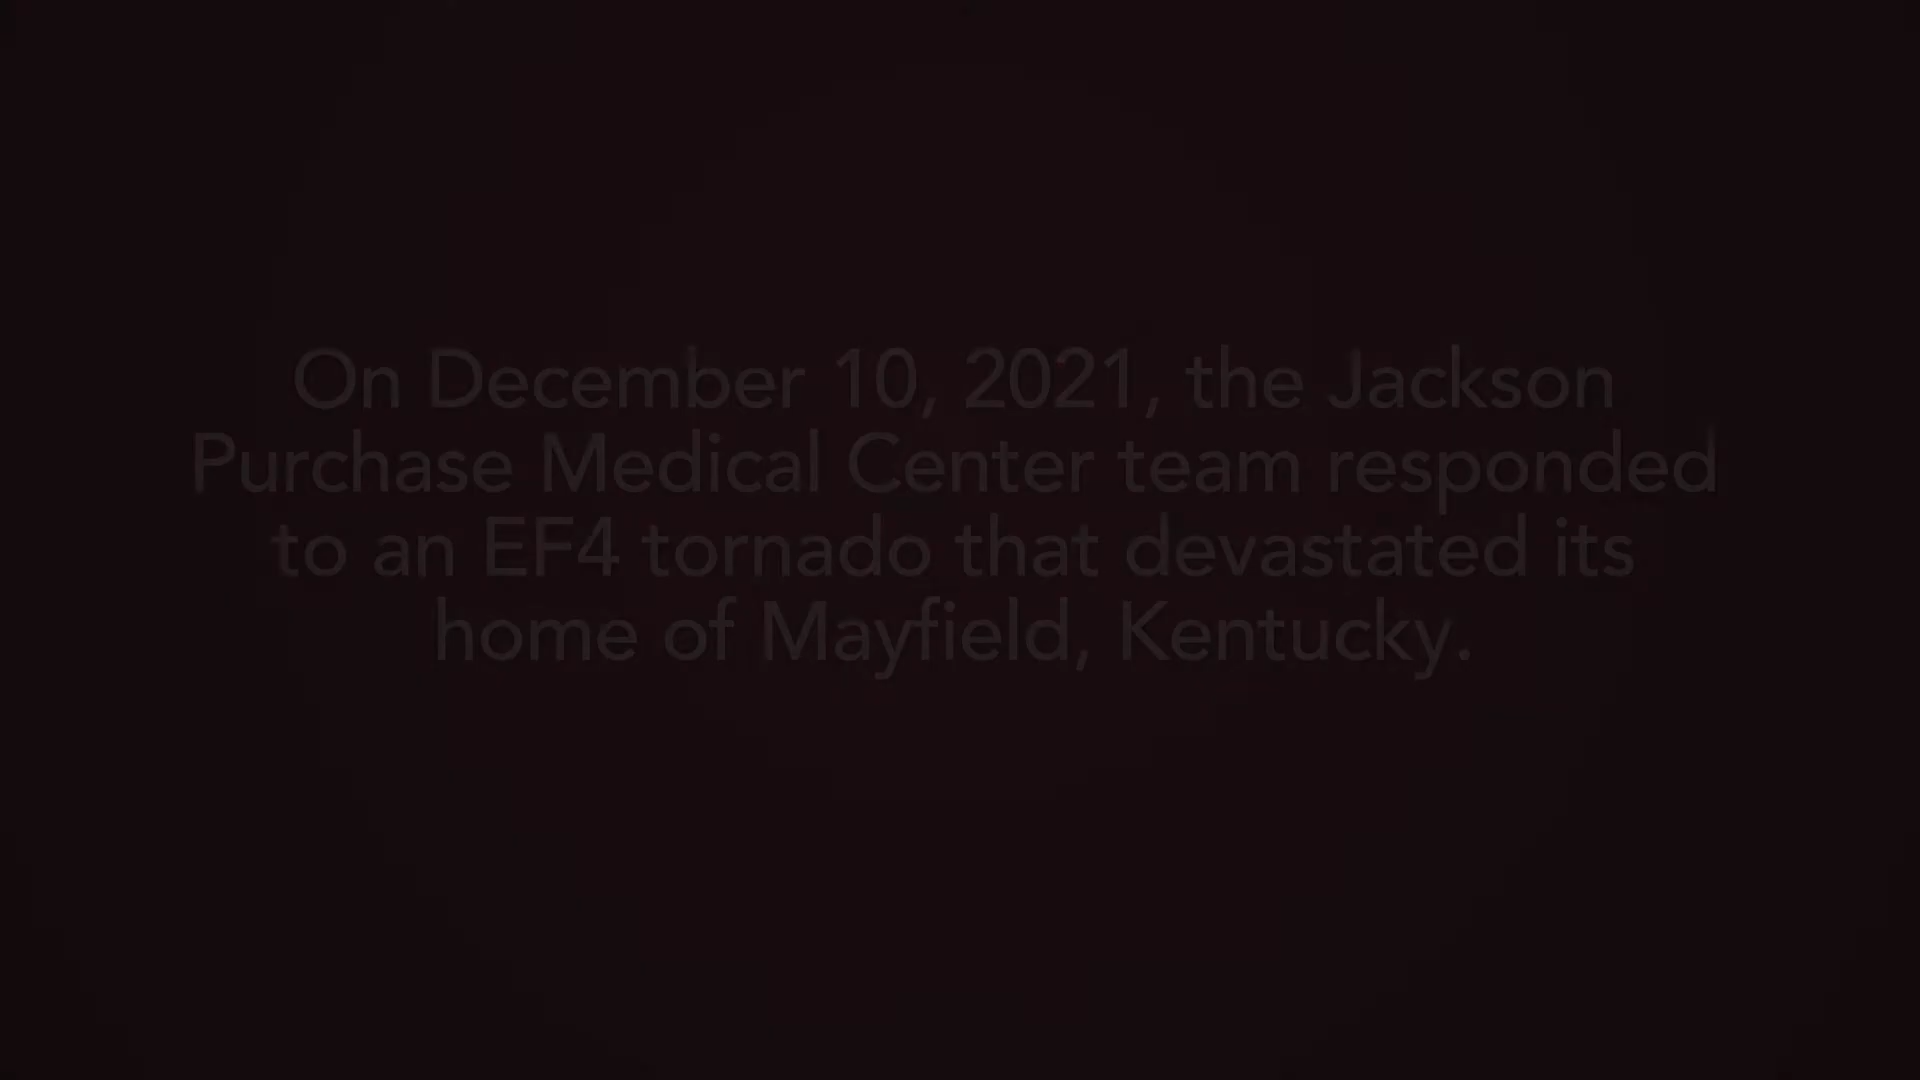 On December 10, 2021, the Jackson
Purchase Medical Center team responded
to an EF4 tornado that devastated its
home of Mayfield, Kentucky.